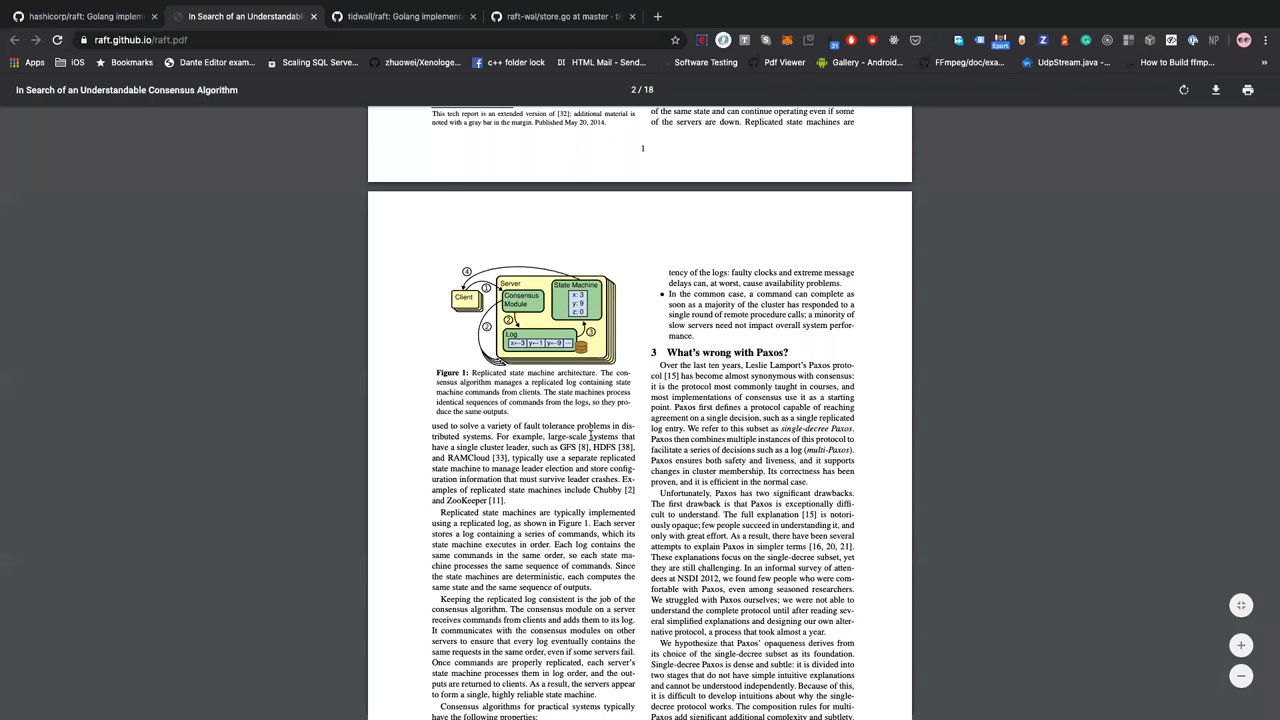 hashicorp/raft: Golang implem
In Search of an Understandable
tidwall/raft: Golang implement
raft-wal/store.go at master · ti
raft.github.io/raft.pdf
Apps
iOS
Bookmarks
Dante Editor exam...
Scaling SQL Serve...
zhuowei/Xenologe...
c++ folder lock
DI HTML - Send...
Software Testing
Pdf Viewer
Gallery - Android...
FFmpeg/doc/exa...
UdpStream.java -...
How to Build ffmp...
In Search of an Understandable Consensus Algorithm
2 / 18
This tech report is an extended version of [32]; additional material is
noted with a gray bar in the margin. Published May 20, 2014.
of the same state and can continue operating even if some
of the servers are down. Replicated state machines are
1
Client
Server
Consensus
Module
State Machine
x: 3
y: 9
z: 0
Log
x←3 y←1 y←9 ...
Figure 1: Replicated state machine architecture. The con-
sensus algorithm manages a replicated log containing state
machine commands from clients. The state machines process
identical sequences of commands from the logs, so they pro-
duce the same outputs.
used to solve a variety of fault tolerance problems in dis-
tributed systems. For example, large-scale systems that
have a single cluster leader, such as GFS [8], HDFS [38],
and RAMCloud [33], typically use a separate replicated
state machine to manage leader election and store config-
uration information that must survive leader crashes. Ex-
amples of replicated state machines include Chubby [2]
and ZooKeeper [11].
Replicated state machines are typically implemented
using a replicated log, as shown in Figure 1. Each server
stores a log containing a series of commands, which its
state machine executes in order. Each log contains the
same commands in the same order, so each state ma-
chine processes the same sequence of commands. Since
the state machines are deterministic, each computes the
same state and the same sequence of outputs.
Keeping the replicated log consistent is the job of the
consensus algorithm. The consensus module on a server
receives commands from clients and adds them to its log.
It communicates with the consensus modules on other
servers to ensure that every log eventually contains the
same requests in the same order, even if some servers fail.
Once commands are properly replicated, each server's
state machine processes them in log order, and the out-
puts are returned to clients. As a result, the servers appear
to form a single, highly reliable state machine.
Consensus algorithms for practical systems typically
have the following properties:
tency of the logs: faulty clocks and extreme message
delays can, at worst, cause availability problems.
• In the common case, a command can complete as
soon as a majority of the cluster has responded to a
single round of remote procedure calls; a minority of
slow servers need not impact overall system perfor-
mance.
3 What's wrong with Paxos?
Over the last ten years, Leslie Lamport's Paxos proto-
col [15] has become almost synonymous with consensus:
it is the protocol most commonly taught in courses, and
most implementations of consensus use it as a starting
point. Paxos first defines a protocol capable of reaching
agreement on a single decision, such as a single replicated
log entry. We refer to this subset as single-decree Paxos.
Paxos then combines multiple instances of this protocol to
facilitate a series of decisions such as a log (multi-Paxos).
Paxos ensures both safety and liveness, and it supports
changes in cluster membership. Its correctness has been
proven, and it is efficient in the normal case.
Unfortunately, Paxos has two significant drawbacks.
The first drawback is that Paxos is exceptionally diffi-
cult to understand. The full explanation [15] is notori-
ously opaque; few people succeed in understanding it, and
only with great effort. As a result, there have been several
attempts to explain Paxos in simpler terms [16, 20, 21].
These explanations focus on the single-decree subset, yet
they are still challenging. In an informal survey of atten-
dees at NSDI 2012, we found few people who were com-
fortable with Paxos, even among seasoned researchers.
We struggled with Paxos ourselves; we were not able to
understand the complete protocol until after reading sev-
eral simplified explanations and designing our own alter-
native protocol, a process that took almost a year.
We hypothesize that Paxos' opaqueness derives from
its choice of the single-decree subset as its foundation.
Single-decree Paxos is dense and subtle: it is divided into
two stages that do not have simple intuitive explanations
and cannot be understood independently. Because of this,
it is difficult to develop intuitions about why the single-
decree protocol works. The composition rules for multi-
Paxos add significant additional complexity and subtlety.